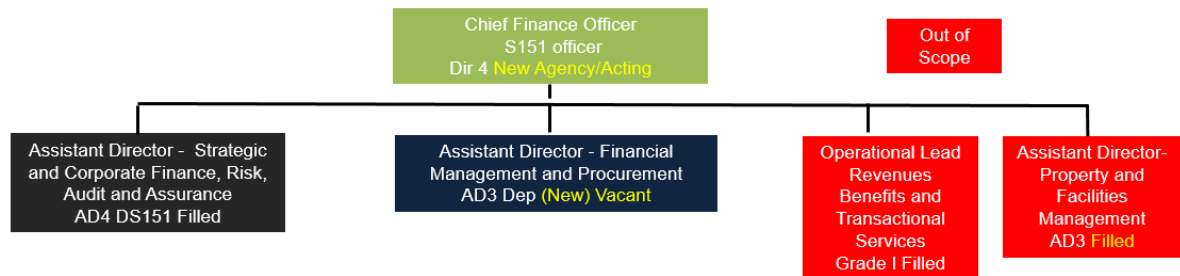 Chief Finance Officer
S151 officer
Dir 4 New Agency/Acting
Out of
Scope
Assistant Director -  Strategic
and Corporate Finance, Risk,
Audit and Assurance
AD4 DS151 Filled
Assistant Director - Financial
Management and Procurement
AD3 Dep (New) Vacant
Operational Lead
Revenues
Benefits and
Transactional
Services
Grade I Filled
Assistant Director-
Property and
Facilities
Management
AD3 Filled